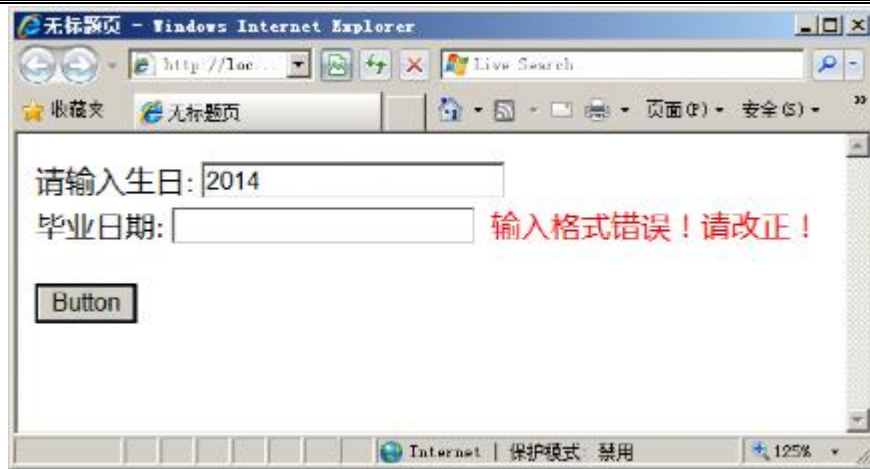 无标题页 - Windows Internet Explorer
http://loc... Live Search
收藏夹 无标题页 页面(P) 安全(S) »
请输入生日: 2014
毕业日期: 输入格式错误！请改正！
Button
Internet | 保护模式: 禁用 125%